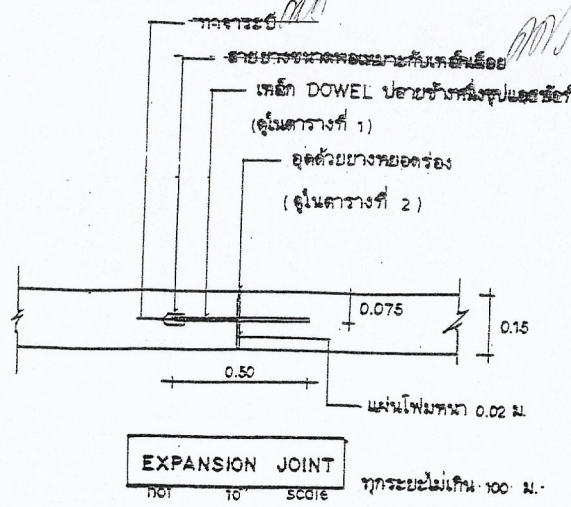 ทาจาระบี
สายยางขนาดพอเหมาะกับเหล็กเดือย
เหล็ก DOWEL ปลายข้างหนึ่งชุบแอสฟัลท์
(ดูในตารางที่ 1)
อุดด้วยยางหยอดร่อง
(ดูในตารางที่ 2)
0.075
0.15
0.50
แผ่นโฟมหนา 0.02 ม.
EXPANSION JOINT
not to scale
ทุกระยะไม่เกิน 100 ม.